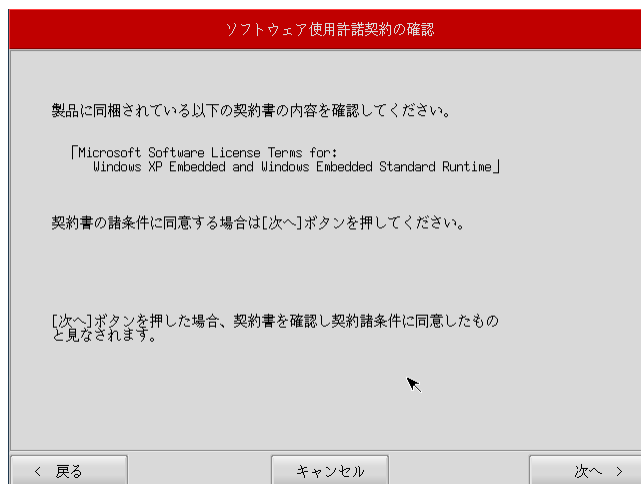 ソフトウェア使用許諾契約の確認
製品に同梱されている以下の契約書の内容を確認してください。
「Microsoft Software License Terms for:
Windows XP Embedded and Windows Embedded Standard Runtime」
契約書の諸条件に同意する場合は[次へ]ボタンを押してください。
[次へ]ボタンを押した場合、契約書を確認し契約諸条件に同意したもの
と見なされます。
< 戻る
キャンセル
次へ >